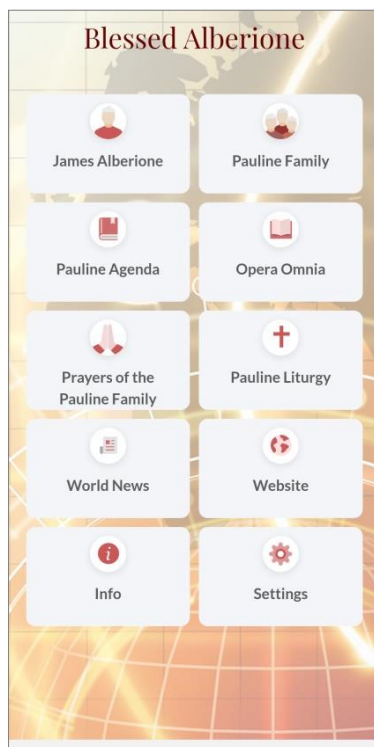 Blessed Alberione
James Alberione
Pauline Family
Pauline Agenda
Opera Omnia
Prayers of the
Pauline Family
Pauline Liturgy
World News
Website
Info
Settings